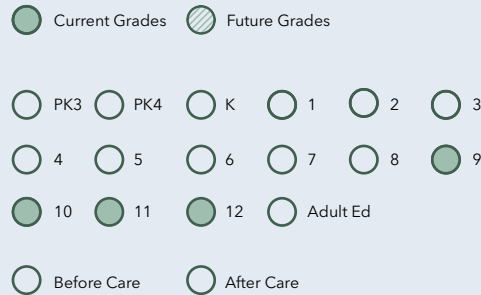 Current Grades Future Grades
PK3 PK4 K 1 2 3
4 5 6 7 8 9
10 11 12 Adult Ed
Before Care After Care